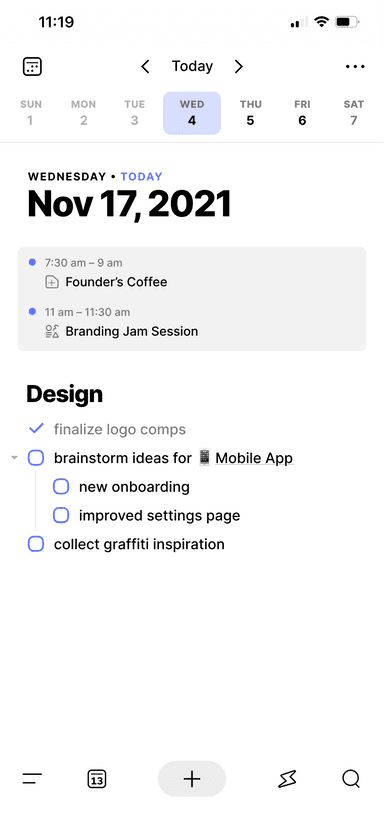 11:19
Today
SUN MON TUE WED THU FRI SAT
1 2 3 4 5 6 7
WEDNESDAY • TODAY
Nov 17, 2021
7:30 am – 9 am
Founder’s Coffee
11 am – 11:30 am
Branding Jam Session
Design
finalize logo comps
brainstorm ideas for 📱 Mobile App
new onboarding
improved settings page
collect graffiti inspiration
13